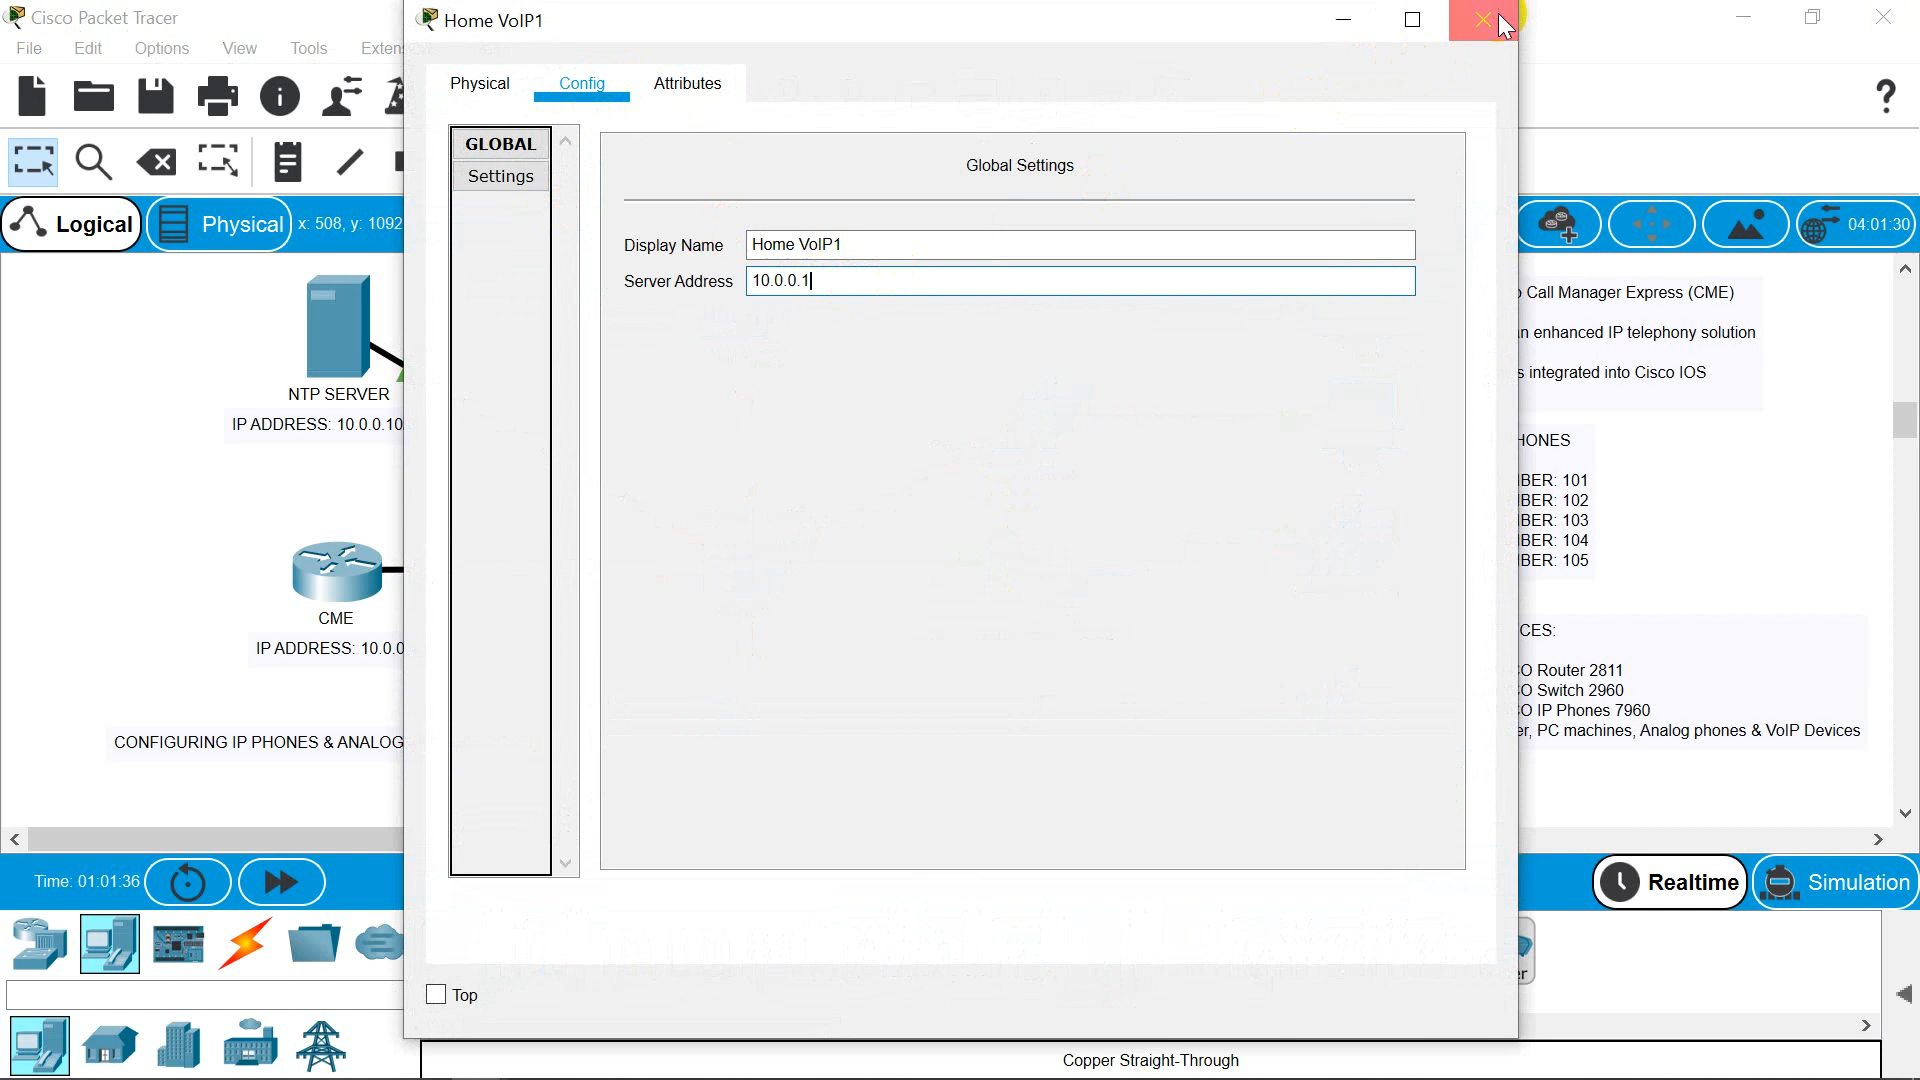 Cisco Packet Tracer
Home VoIP1
File Edit Options View Tools Exten
Physical Config Attributes
GLOBAL
Settings
Global Settings
Display Name Home VoIP1
Server Address 10.0.0.1
Logical Physical x: 508, y: 1092
04:01:30
NTP SERVER
IP ADDRESS: 10.0.0.10
CME
IP ADDRESS: 10.0.0
CONFIGURING IP PHONES & ANALOG
Call Manager Express (CME)
n enhanced IP telephony solution
s integrated into Cisco IOS
HONES
BER: 101
BER: 102
BER: 103
BER: 104
BER: 105
CES:
O Router 2811
O Switch 2960
O IP Phones 7960
er, PC machines, Analog phones & VoIP Devices
Time: 01:01:36
Realtime Simulation
er
Top
Copper Straight-Through